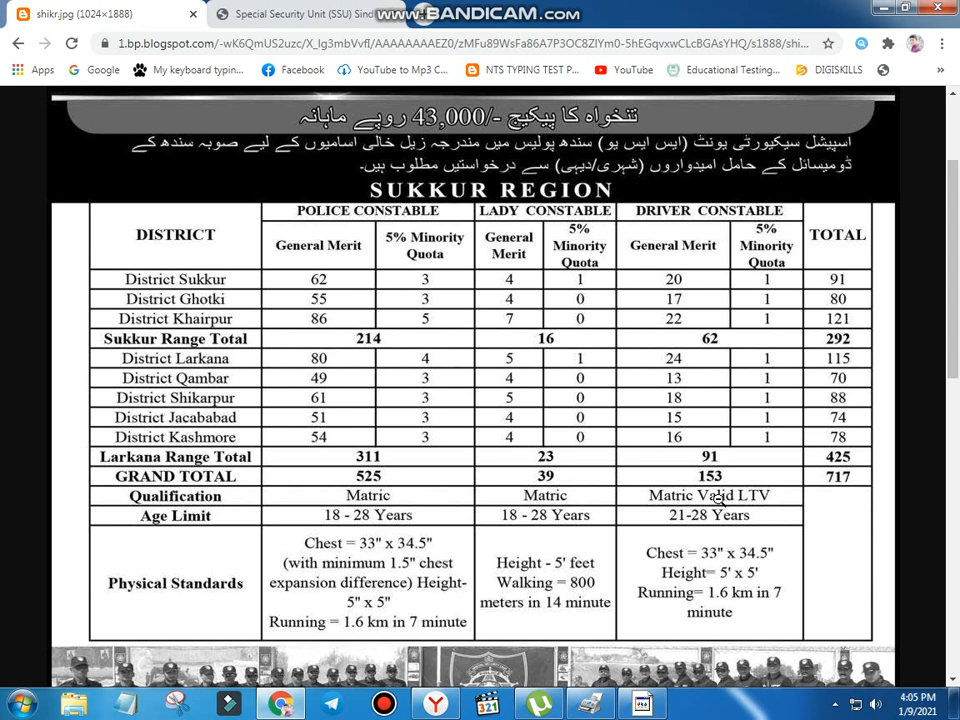 shikr.jpg (1024×1888)
Special Security Unit (SSU) Sind
www.BANDICAM.com
1.bp.blogspot.com/-wK6QmUS2uzc/X_lg3mbVvfI/AAAAAAAAEZ0/zMFu89WsFa86A7P3OC8ZIYm0-5hEGqvxwCLcBGAsYHQ/s1888/shi...
Apps Google My keyboard typin... Facebook YouTube to Mp3 C... NTS TYPING TEST P... YouTube Educational Testing... DIGISKILLS »
تنخواہ کا پیکیج -/43,000 روپے ماہانہ
اسپیشل سیکیورٹی یونٹ (ایس ایس یو) سندھ پولیس میں مندرجہ زیل خالی اسامیوں کے لیے صوبہ سندھ کے
ڈومیسائل کے حامل امیدواروں (شہری/دیہی) سے درخواستیں مطلوب ہیں۔
SUKKUR REGION
DISTRICT POLICE CONSTABLE LADY CONSTABLE DRIVER CONSTABLE TOTAL
General Merit 5% Minority Quota General Merit 5% Minority Quota General Merit 5% Minority Quota
District Sukkur 62 3 4 1 20 1 91
District Ghotki 55 3 4 0 17 1 80
District Khairpur 86 5 7 0 22 1 121
Sukkur Range Total 214 16 62 292
District Larkana 80 4 5 1 24 1 115
District Qambar 49 3 4 0 13 1 70
District Shikarpur 61 3 5 0 18 1 88
District Jacababad 51 3 4 0 15 1 74
District Kashmore 54 3 4 0 16 1 78
Larkana Range Total 311 23 91 425
GRAND TOTAL 525 39 153 717
Qualification Matric Matric Matric Valid LTV
Age Limit 18 - 28 Years 18 - 28 Years 21-28 Years
Physical Standards
Chest = 33" x 34.5"
(with minimum 1.5" chest
expansion difference) Height-
5" x 5"
Running = 1.6 km in 7 minute
Height - 5' feet
Walking = 800
meters in 14 minute
Chest = 33" x 34.5"
Height= 5' x 5'
Running= 1.6 km in 7
minute
321
4:05 PM
1/9/2021